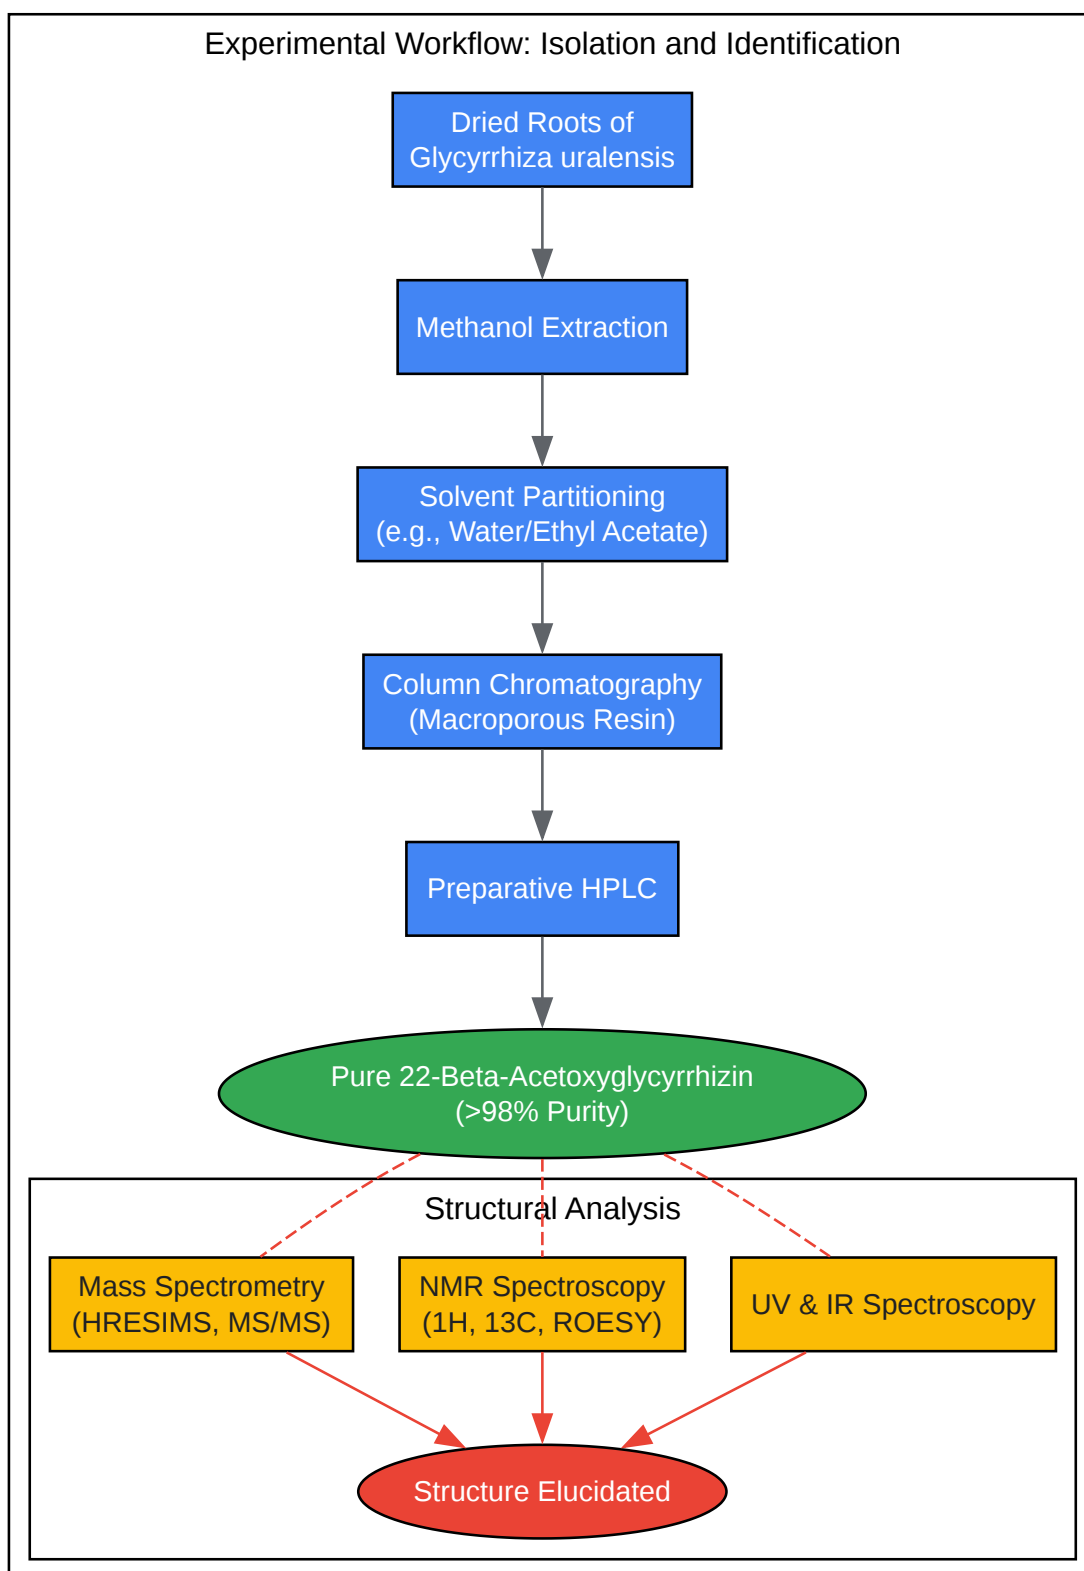 Experimental Workflow: Isolation and Identification
Dried Roots of
Glycyrrhiza uralensis
Methanol Extraction
Solvent Partitioning
(e.g., Water/Ethyl Acetate)
Column Chromatography
(Macroporous Resin)
Preparative HPLC
Pure 22-Beta-Acetoxyglycyrrhizin
(>98% Purity)
Structural Analysis
Mass Spectrometry
(HRESIMS, MS/MS)
NMR Spectroscopy
(1H, 13C, ROESY)
UV & IR Spectroscopy
Structure Elucidated